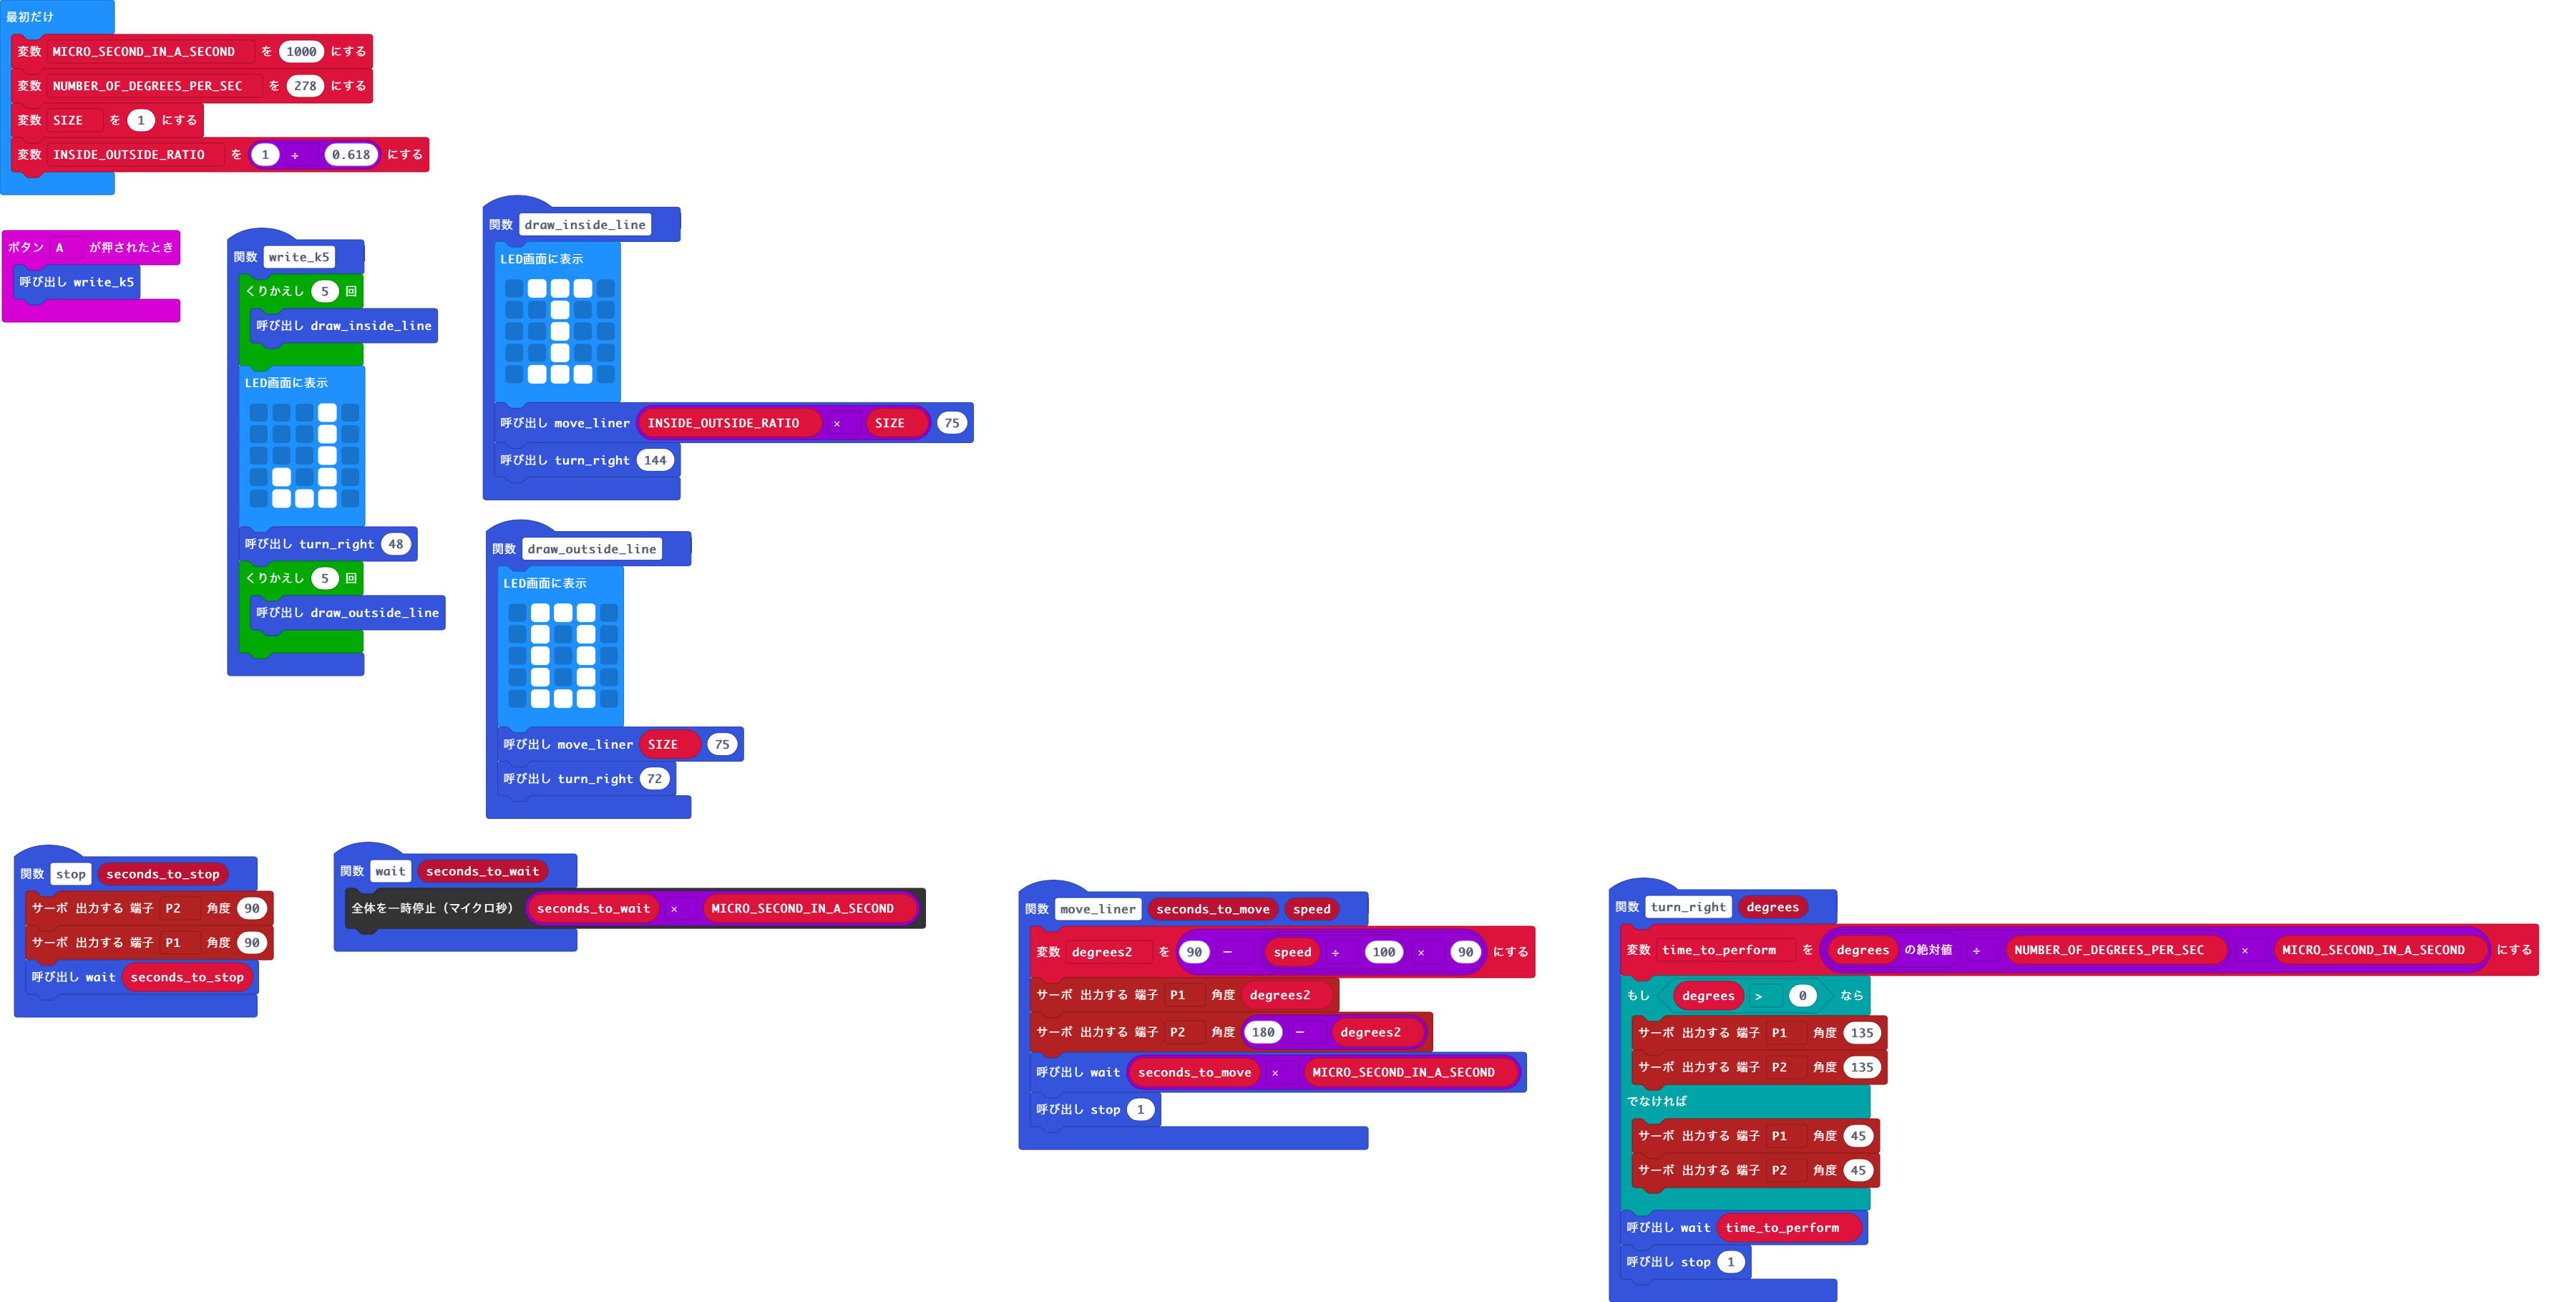 最初だけ
変数 MICRO_SECOND_IN_A_SECOND を 1000 にする
変数 NUMBER_OF_DEGREES_PER_SEC を 278 にする
変数 SIZE を 1 にする
変数 INSIDE_OUTSIDE_RATIO を 1 ÷ 0.618 にする
ボタン A が押されたとき
呼び出し write_k5
関数 write_k5
くりかえし 5 回
呼び出し draw_inside_line
LED画面に表示
呼び出し turn_right 48
くりかえし 5 回
呼び出し draw_outside_line
関数 draw_inside_line
LED画面に表示
呼び出し move_liner INSIDE_OUTSIDE_RATIO × SIZE 75
呼び出し turn_right 144
関数 draw_outside_line
LED画面に表示
呼び出し move_liner SIZE 75
呼び出し turn_right 72
関数 stop seconds_to_stop
サーボ 出力する 端子 P2 角度 90
サーボ 出力する 端子 P1 角度 90
呼び出し wait seconds_to_stop
関数 wait seconds_to_wait
全体を一時停止（マイクロ秒） seconds_to_wait × MICRO_SECOND_IN_A_SECOND
関数 move_liner seconds_to_move speed
変数 degrees2 を 90 － speed ÷ 100 × 90 にする
サーボ 出力する 端子 P1 角度 degrees2
サーボ 出力する 端子 P2 角度 180 － degrees2
呼び出し wait seconds_to_move × MICRO_SECOND_IN_A_SECOND
呼び出し stop 1
関数 turn_right degrees
変数 time_to_perform を degrees の絶対値 ÷ NUMBER_OF_DEGREES_PER_SEC × MICRO_SECOND_IN_A_SECOND にする
もし degrees > 0 なら
サーボ 出力する 端子 P1 角度 135
サーボ 出力する 端子 P2 角度 135
でなければ
サーボ 出力する 端子 P1 角度 45
サーボ 出力する 端子 P2 角度 45
呼び出し wait time_to_perform
呼び出し stop 1